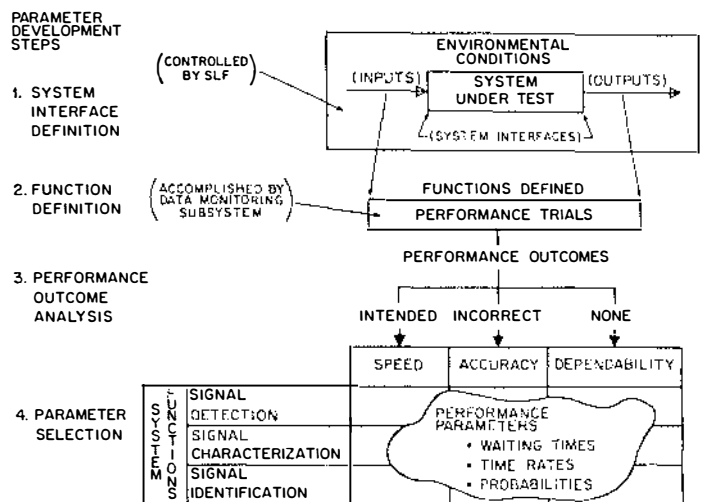 PARAMETER
DEVELOPMENT
STEPS
1. SYSTEM
INTERFACE
DEFINITION
(CONTROLLED
BY SLF)
ENVIRONMENTAL
CONDITIONS
(INPUTS)
SYSTEM
UNDER TEST
(OUTPUTS)
(SYSTEM INTERFACES)
2. FUNCTION
DEFINITION
(ACCOMPLISHED BY
DATA MONITORING
SUBSYSTEM)
FUNCTIONS DEFINED
PERFORMANCE TRIALS
PERFORMANCE OUTCOMES
3. PERFORMANCE
OUTCOME
ANALYSIS
INTENDED INCORRECT NONE
SPEED ACCURACY DEPENDABILITY
4. PARAMETER
SELECTION
SYSTEM
FUNCTIONS
SIGNAL
DETECTION
SIGNAL
CHARACTERIZATION
SIGNAL
IDENTIFICATION
PERFORMANCE
PARAMETERS
• WAITING TIMES
• TIME RATES
• PROBABILITIES